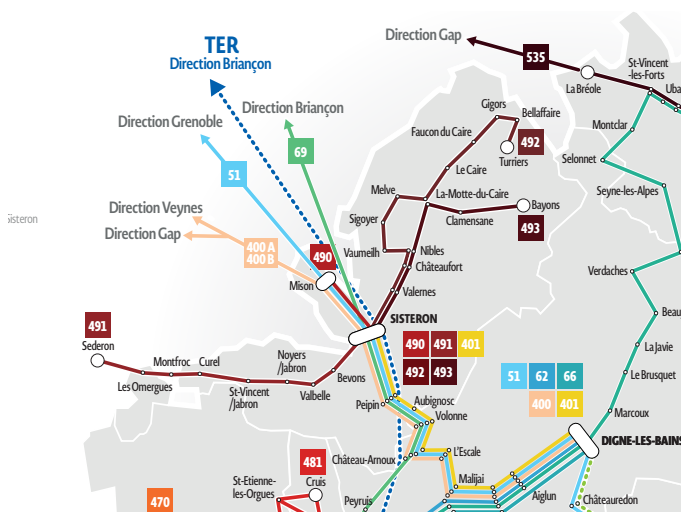 Direction Gap
535
TER
Direction Briançon
St-Vincent
-les-Forts
La Bréole
Uba
Direction Briançon
Gigors
Bellaffaire
Montclar
Direction Grenoble
69
Faucon du Caire
492
Turriers
Selonnet
51
Le Caire
Seyne-les-Alpes
Melve
La-Motte-du-Caire
Direction Veynes
Bayons
Sisteron
Sigoyer
Clamensane
493
Direction Gap
400 A
400 B
490
Vaumeilh
Nibles
Châteaufort
Verdaches
Mison
Valernes
491
SISTERON
Beau
Sederon
490
491
401
Noyers
/Jabron
La Javie
Montfroc
Curel
492
493
51
62
66
Le Brusquet
Les Omergues
Bevons
St-Vincent
/Jabron
Valbelle
Peipin
Aubignosc
400
401
Volonne
Marcoux
DIGNE-LES-BAINS
481
Château-Arnoux
L'Escale
St-Etienne-
les-Orgues
Cruis
Malijai
470
Peyruis
Aiglun
Châteauredon